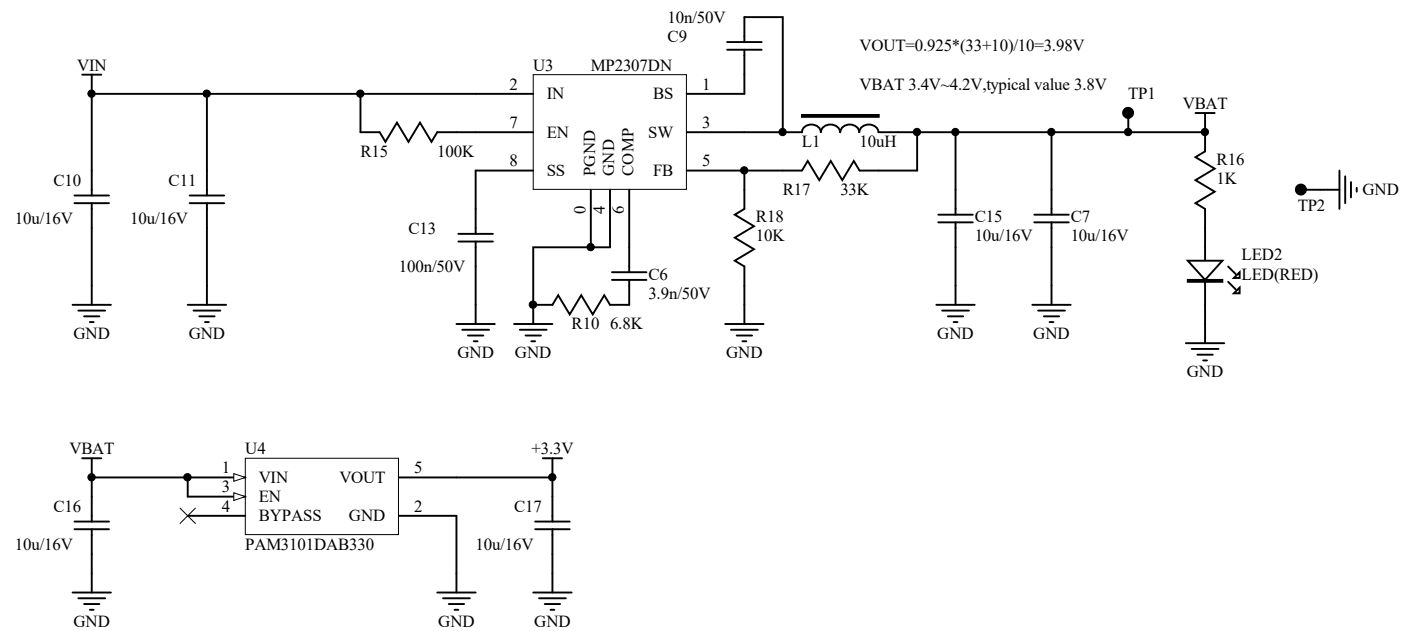 10n/50V
C9
VOUT=0.925*(33+10)/10=3.98V
VIN
U3
MP2307DN
VBAT 3.4V~4.2V,typical value 3.8V
TP1
VBAT
2
IN
BS
1
7
EN
SW
3
L1
10uH
R15
100K
8
SS
PGND
GND
COMP
FB
5
R17
33K
R16
1K
C10
10u/16V
C11
10u/16V
0
4
6
TP2
GND
C13
100n/50V
R18
10K
C15
10u/16V
C7
10u/16V
C6
3.9n/50V
LED2
LED(RED)
R10
6.8K
GND
GND
GND
GND
GND
GND
GND
GND
VBAT
U4
+3.3V
1
VIN
VOUT
5
3
EN
4
BYPASS
GND
2
C16
10u/16V
C17
10u/16V
PAM3101DAB330
GND
GND
GND